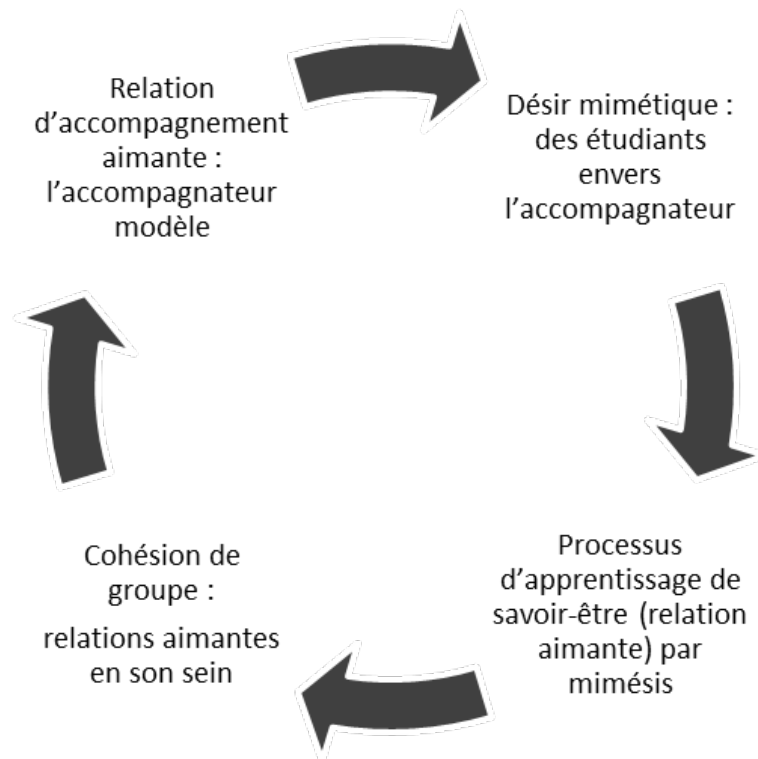 Relation
d’accompagnement
aimante :
l’accompagnateur
modèle
Désir mimétique :
des étudiants
envers
l’accompagnateur
Processus
d’apprentissage de
savoir-être (relation
aimante) par
mimésis
Cohésion de
groupe :
relations aimantes
en son sein